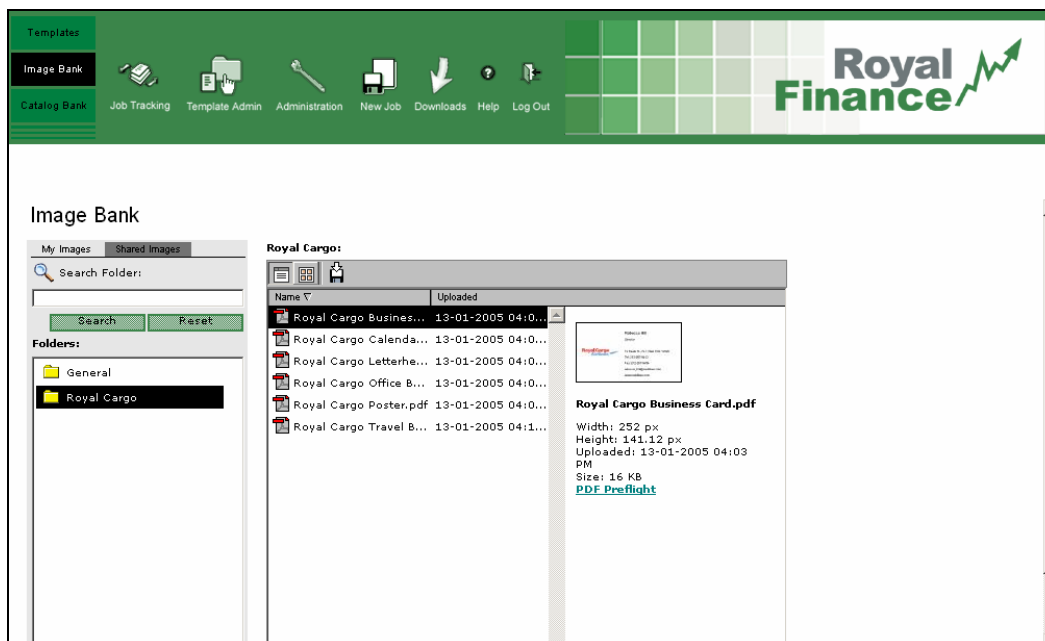 Templates
Image Bank
Catalog Bank
Job Tracking
Template Admin
Administration
New Job
Downloads
Help
Log Out
Royal
Finance
Image Bank
My Images
Shared Images
Search Folder:
Search
Reset
Folders:
General
Royal Cargo
Royal Cargo:
Name
Uploaded
Royal Cargo Busines... 13-01-2005 04:0...
Royal Cargo Calenda... 13-01-2005 04:0...
Royal Cargo Letterhe... 13-01-2005 04:0...
Royal Cargo Office B... 13-01-2005 04:0...
Royal Cargo Poster.pdf 13-01-2005 04:0...
Royal Cargo Travel B... 13-01-2005 04:1...
Royal Cargo Business Card.pdf
Width: 252 px
Height: 141.12 px
Uploaded: 13-01-2005 04:03
PM
Size: 16 KB
PDF Preflight